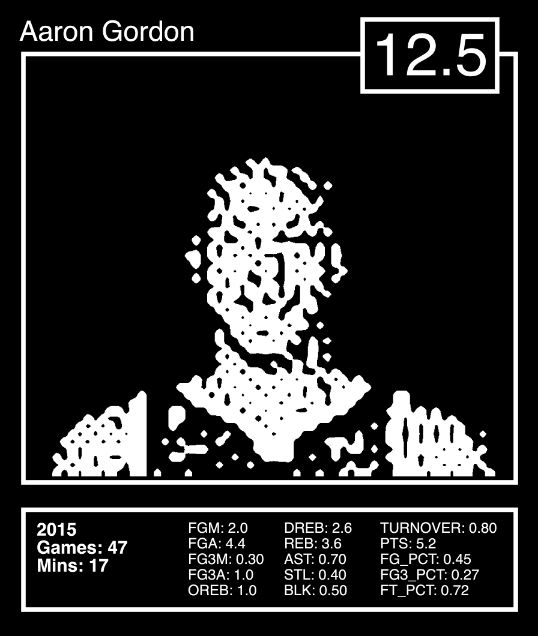 Aaron Gordon
12.5
2015
Games: 47
Mins: 17
FGM: 2.0
FGA: 4.4
FG3M: 0.30
FG3A: 1.0
OREB: 1.0
DREB: 2.6
REB: 3.6
AST: 0.70
STL: 0.40
BLK: 0.50
TURNOVER: 0.80
PTS: 5.2
FG_PCT: 0.45
FG3_PCT: 0.27
FT_PCT: 0.72